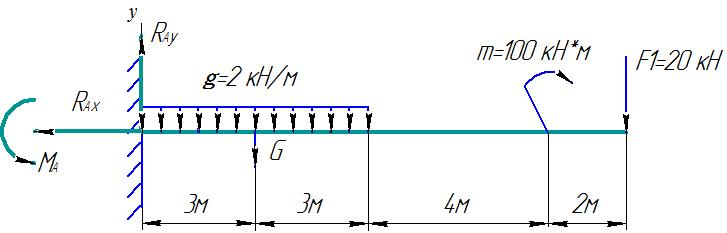 y
RAy
g=2 кН/м
m=100 кН*м
F1=20 кН
RAx
MA
G
3м
3м
4м
2м